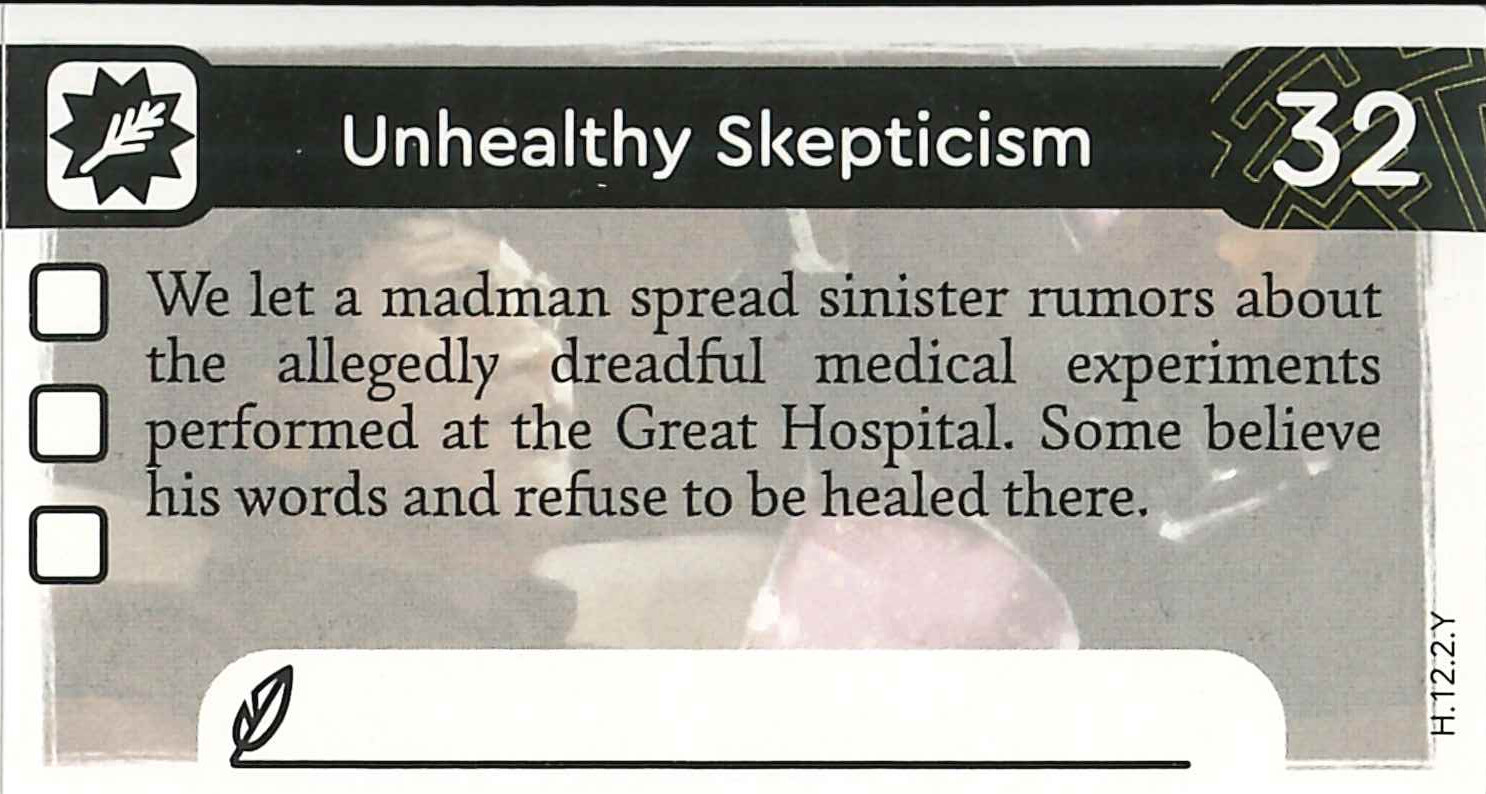 Unhealthy Skepticism
32
We let a madman spread sinister rumors about
the allegedly dreadful medical experiments
performed at the Great Hospital. Some believe
his words and refuse to be healed there.
H.12.2.Y